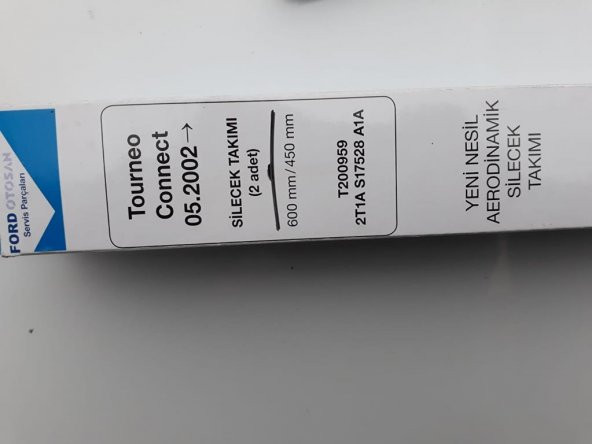 FORD OTOSAN
Servis Parçaları
Tourneo
Connect
05.2002→
SİLECEK TAKIMI
(2 adet)
600 mm/450 mm
T200959
2T1A S17528 A1A
YENİ NESİL
AERODİNAMİK
SİLECEK
TAKIMI